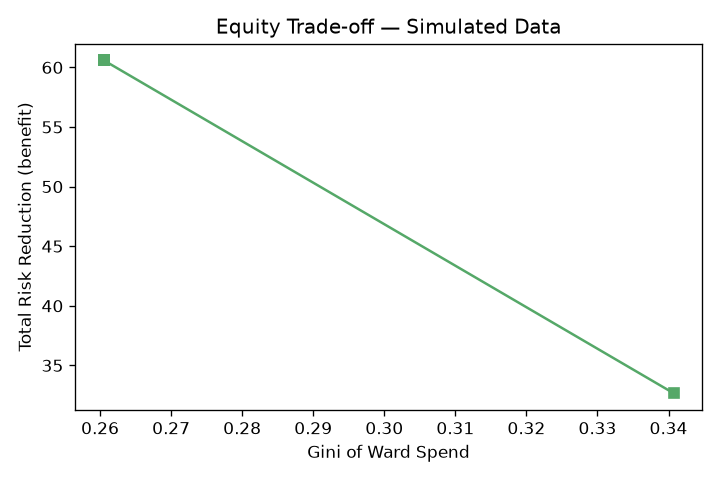 Equity Trade-off — Simulated Data
Total Risk Reduction (benefit)
60
55
50
45
40
35
0.26 0.27 0.28 0.29 0.30 0.31 0.32 0.33 0.34
Gini of Ward Spend